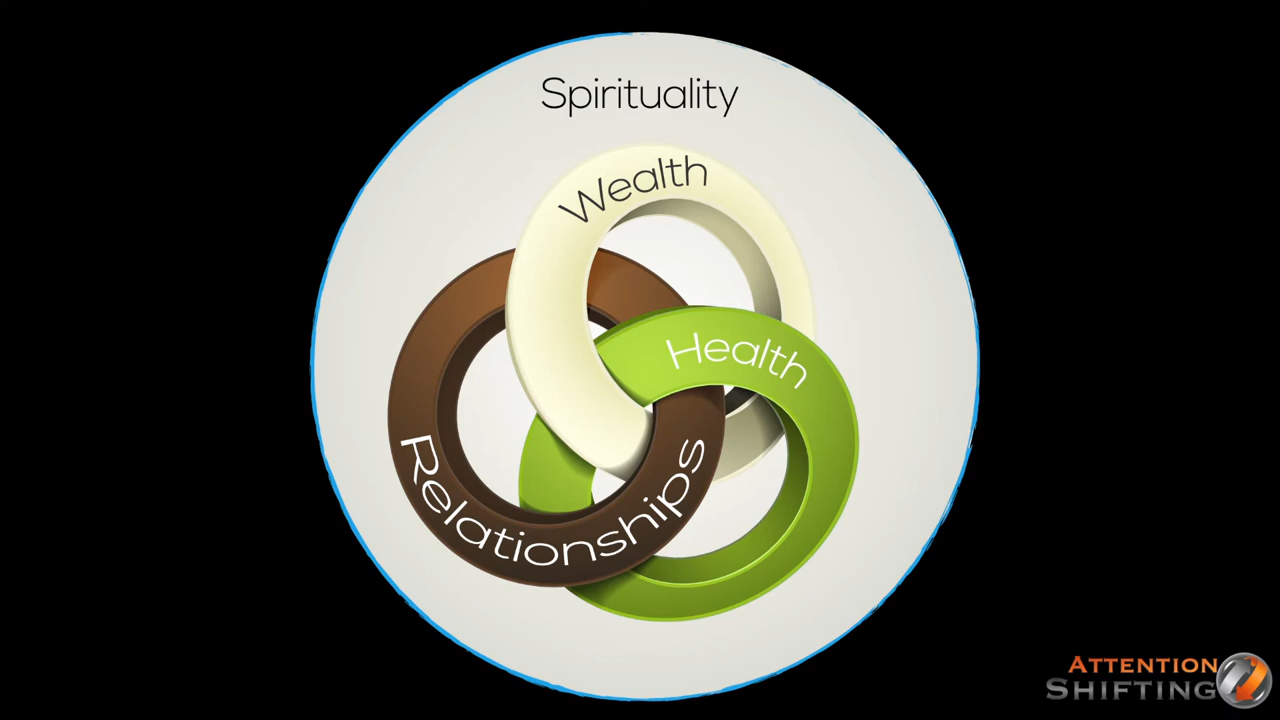 Spirituality
Wealth
Health
Relationships
ATTENTION
SHIFTING